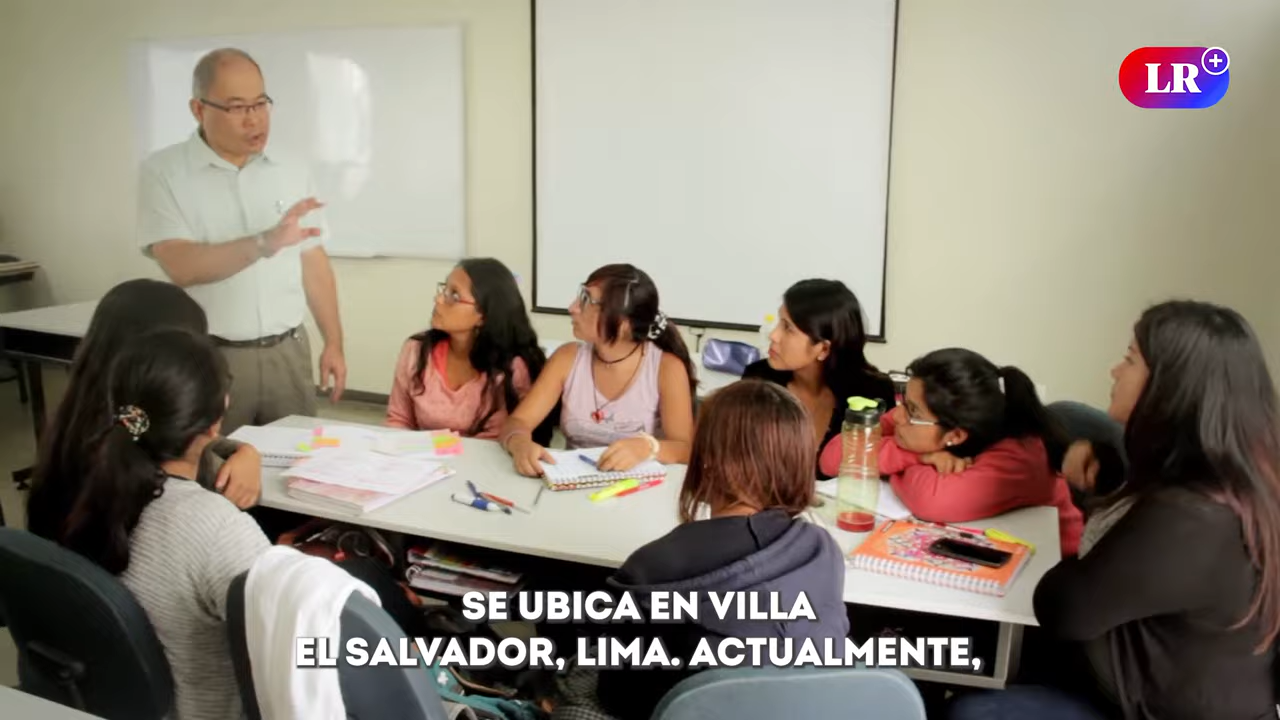 LR+
SE UBICA EN VILLA
EL SALVADOR, LIMA. ACTUALMENTE,